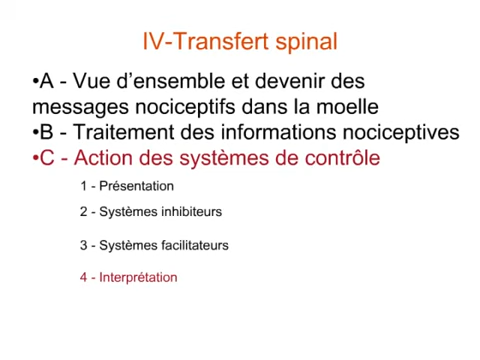 IV-Transfert spinal
•A - Vue d’ensemble et devenir des
messages nociceptifs dans la moelle
•B - Traitement des informations nociceptives
•C - Action des systèmes de contrôle
1 - Présentation
2 - Systèmes inhibiteurs
3 - Systèmes facilitateurs
4 - Interprétation